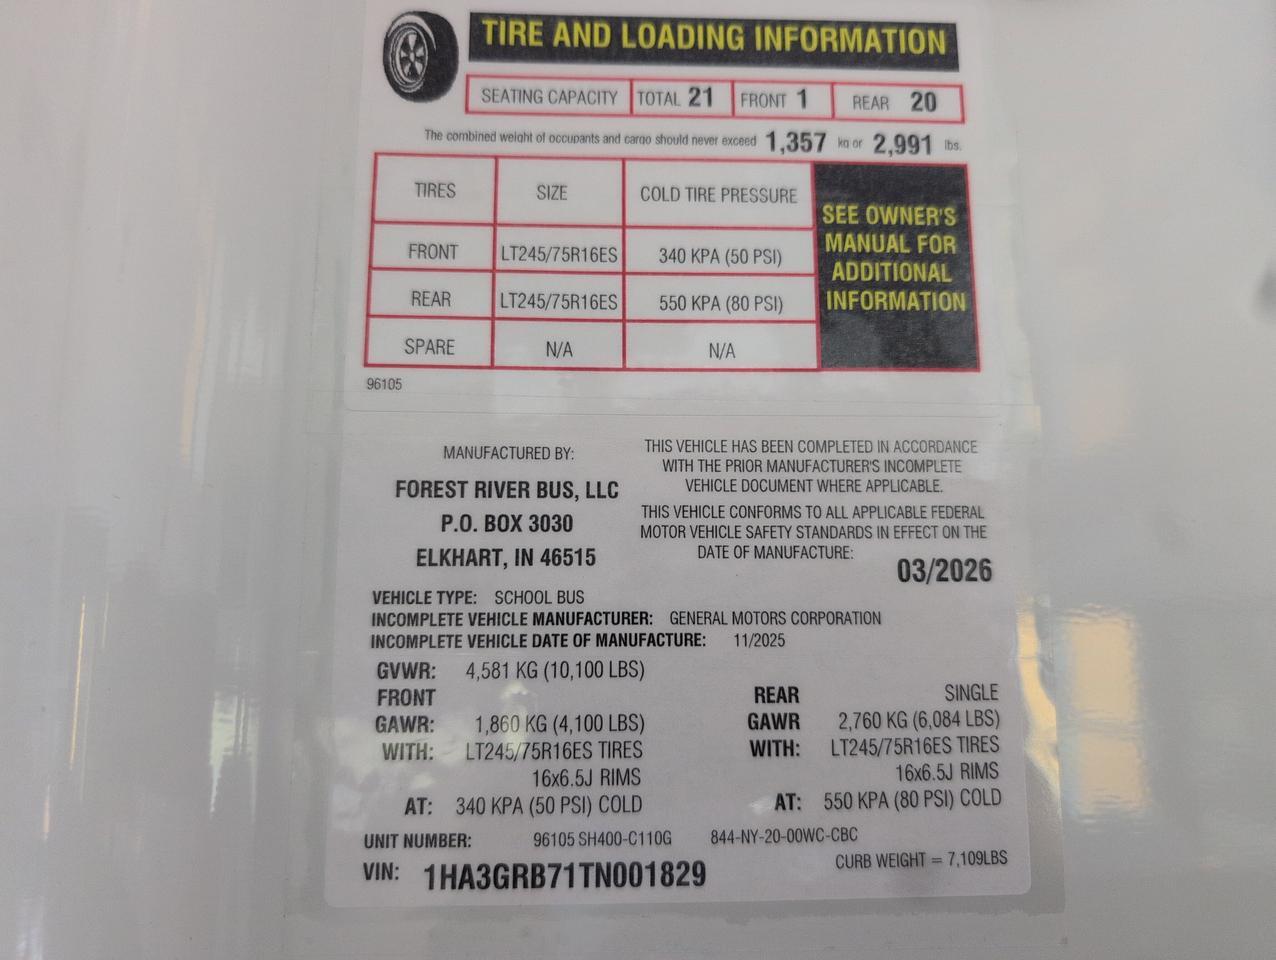 TIRE AND LOADING INFORMATION
SEATING CAPACITY TOTAL 21 FRONT 1 REAR 20
The combined weight of occupants and cargo should never exceed 1,357 kg or 2,991 lbs.
TIRES SIZE COLD TIRE PRESSURE
FRONT LT245/75R16ES 340 KPA (50 PSI)
REAR LT245/75R16ES 550 KPA (80 PSI)
SPARE N/A N/A
SEE OWNER'S
MANUAL FOR
ADDITIONAL
INFORMATION
96105
MANUFACTURED BY:
FOREST RIVER BUS, LLC
P.O. BOX 3030
ELKHART, IN 46515
THIS VEHICLE HAS BEEN COMPLETED IN ACCORDANCE
WITH THE PRIOR MANUFACTURER'S INCOMPLETE
VEHICLE DOCUMENT WHERE APPLICABLE.
THIS VEHICLE CONFORMS TO ALL APPLICABLE FEDERAL
MOTOR VEHICLE SAFETY STANDARDS IN EFFECT ON THE
DATE OF MANUFACTURE:
03/2026
VEHICLE TYPE: SCHOOL BUS
INCOMPLETE VEHICLE MANUFACTURER: GENERAL MOTORS CORPORATION
INCOMPLETE VEHICLE DATE OF MANUFACTURE: 11/2025
GVWR: 4,581 KG (10,100 LBS)
FRONT
GAWR: 1,860 KG (4,100 LBS)
WITH: LT245/75R16ES TIRES
16x6.5J RIMS
AT: 340 KPA (50 PSI) COLD
REAR SINGLE
GAWR 2,760 KG (6,084 LBS)
WITH: LT245/75R16ES TIRES
16x6.5J RIMS
AT: 550 KPA (80 PSI) COLD
UNIT NUMBER: 96105 SH400-C110G 844-NY-20-00WC-CBC
VIN: 1HA3GRB71TN001829
CURB WEIGHT = 7,109LBS